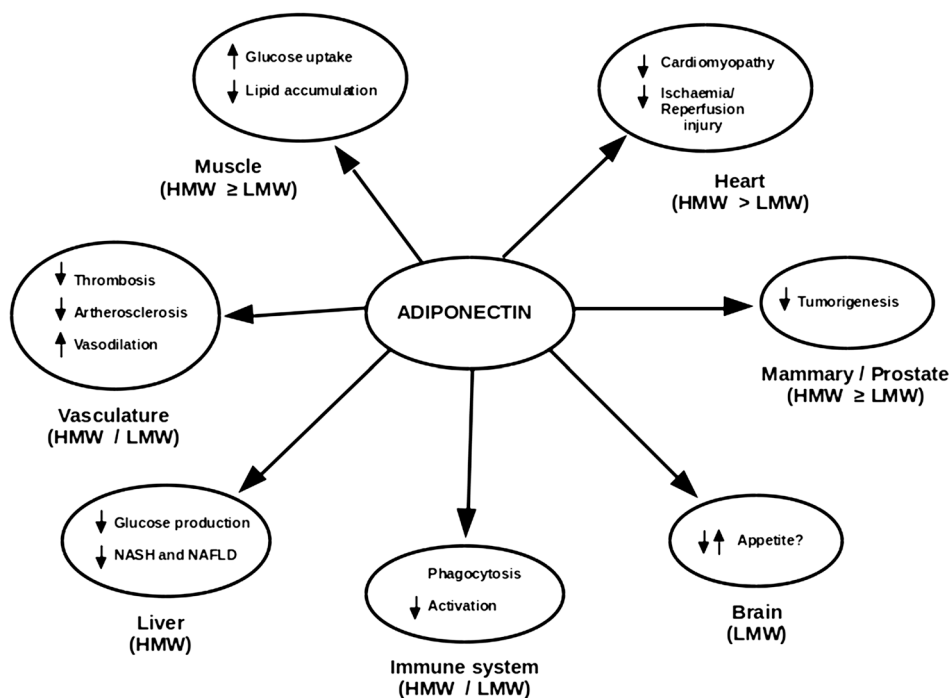 Glucose uptake
Lipid accumulation
Muscle
(HMW ≥ LMW)
Cardiomyopathy
Ischaemia/
Reperfusion
injury
Heart
(HMW > LMW)
Thrombosis
Artherosclerosis
Vasodilation
Vasculature
(HMW / LMW)
ADIPONECTIN
Tumorigenesis
Mammary / Prostate
(HMW ≥ LMW)
Glucose production
NASH and NAFLD
Liver
(HMW)
Phagocytosis
Activation
Immune system
(HMW / LMW)
Appetite?
Brain
(LMW)